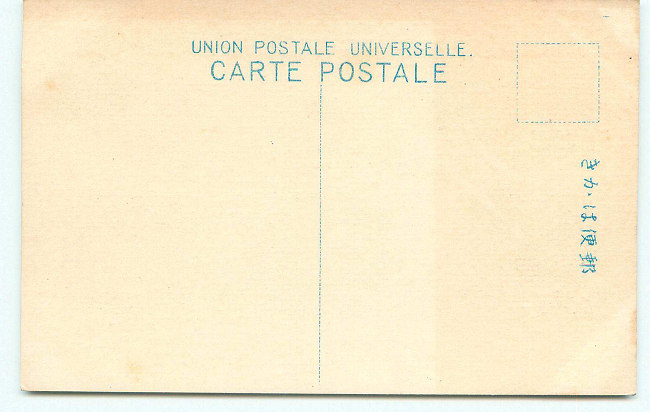 UNION POSTALE UNIVERSELLE.
CARTE POSTALE
郵便はかき